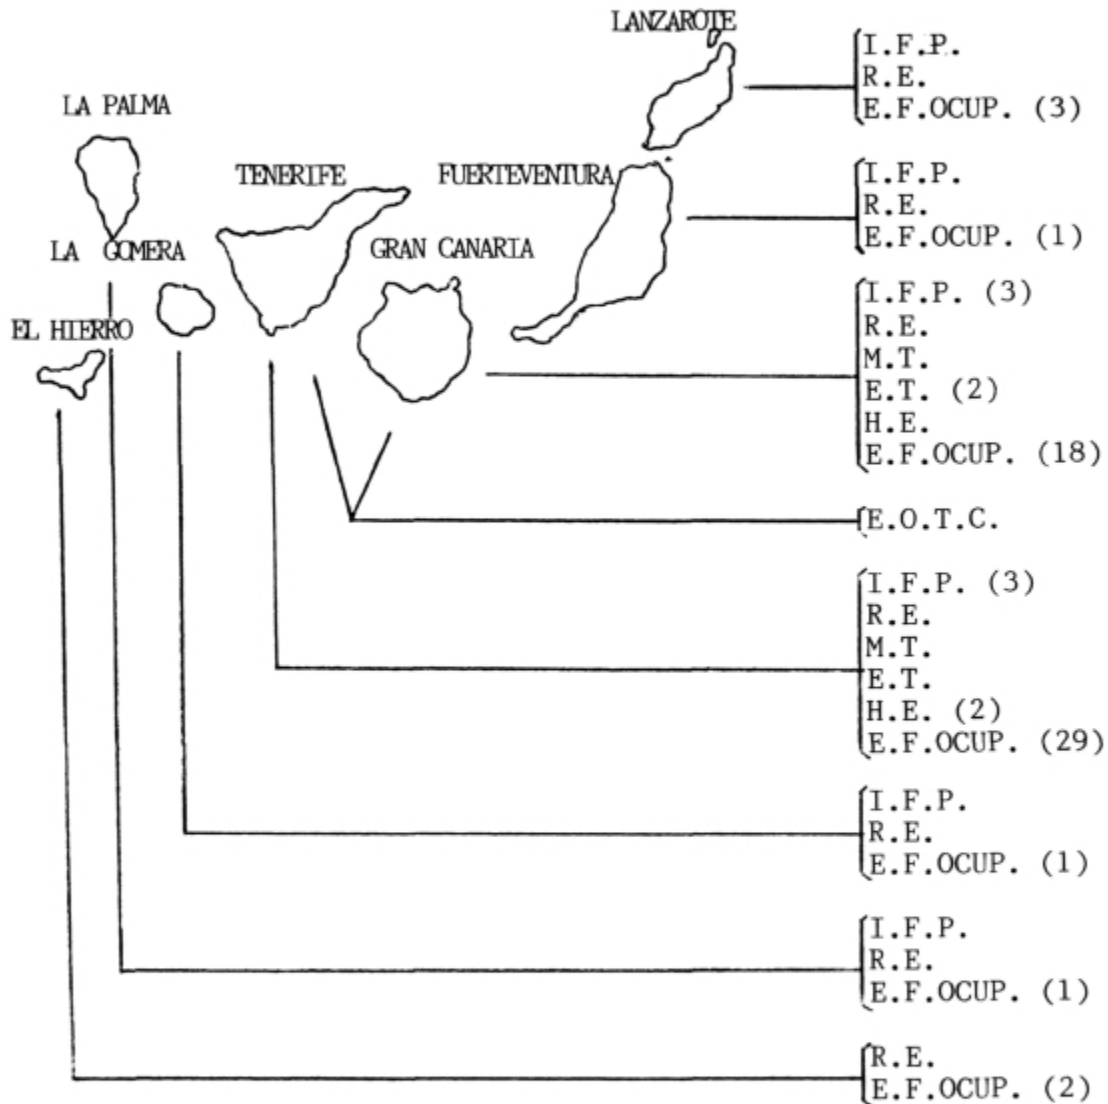 LANZAROTE
LA PALMA
TENERIFE
FUERTEVENTURA
LA GOMERA
GRAN CANARIA
EL HIERRO
I.F.P.
R.E.
E.F.OCUP. (3)
I.F.P.
R.E.
E.F.OCUP. (1)
I.F.P. (3)
R.E.
M.T.
E.T. (2)
H.E.
E.F.OCUP. (18)
E.O.T.C.
I.F.P. (3)
R.E.
M.T.
E.T.
H.E. (2)
E.F.OCUP. (29)
I.F.P.
R.E.
E.F.OCUP. (1)
I.F.P.
R.E.
E.F.OCUP. (1)
R.E.
E.F.OCUP. (2)